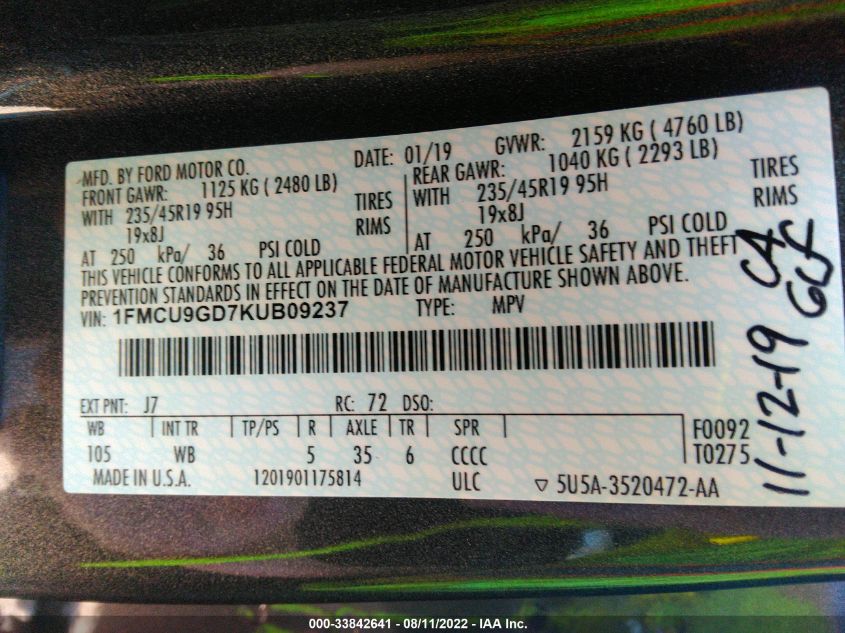 MFD. BY FORD MOTOR CO. DATE: 01/19 GVWR: 2159 KG ( 4760 LB)
FRONT GAWR: 1125 KG ( 2480 LB) REAR GAWR: 1040 KG ( 2293 LB)
WITH 235/45R19 95H TIRES WITH 235/45R19 95H TIRES
19x8J RIMS 19x8J RIMS
AT 250 kPa/ 36 PSI COLD AT 250 kPa/ 36 PSI COLD
THIS VEHICLE CONFORMS TO ALL APPLICABLE FEDERAL MOTOR VEHICLE SAFETY AND THEFT
PREVENTION STANDARDS IN EFFECT ON THE DATE OF MANUFACTURE SHOWN ABOVE.
VIN: 1FMCU9GD7KUB09237 TYPE: MPV
EXT PNT: J7 RC: 72 DSO:
WB INT TR TP/PS R AXLE TR SPR F0092
105 WB 5 35 6 CCCC T0275
MADE IN U.S.A. 1201901175814 ULC ▽ 5U5A-3520472-AA
11-12-19
000-33842641 - 08/11/2022 - IAA Inc.